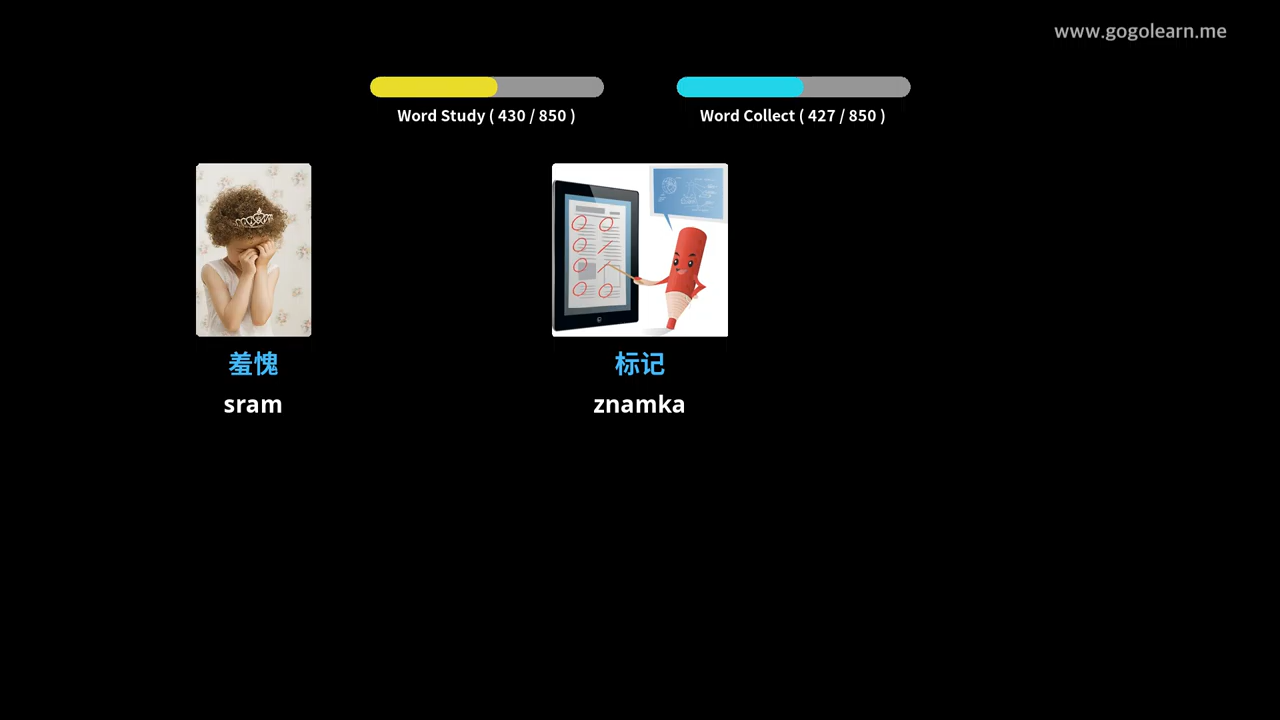 www.gogolearn.me
Word Study ( 430 / 850 )
Word Collect ( 427 / 850 )
羞愧
sram
标记
znamka